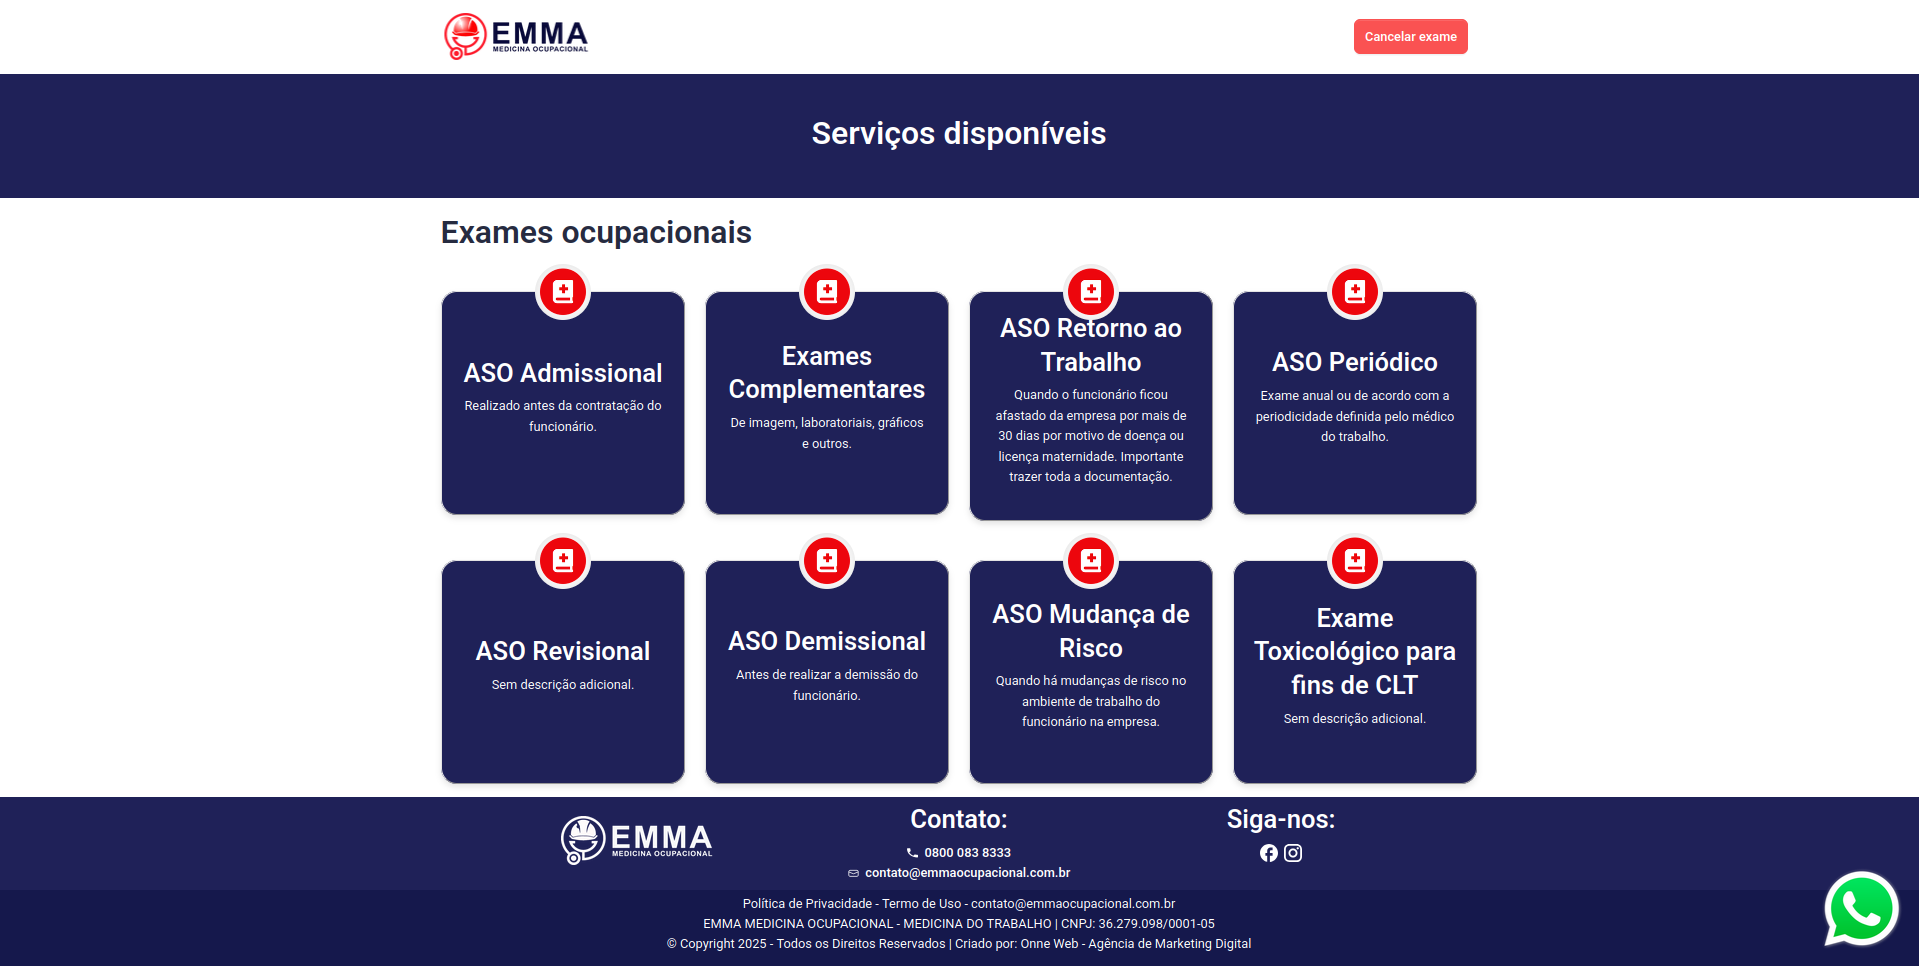 EMMA
MEDICINA OCUPACIONAL
Cancelar exame
Serviços disponíveis
Exames ocupacionais
ASO Admissional
Realizado antes da contratação do
funcionário.
Exames
Complementares
De imagem, laboratoriais, gráficos
e outros.
ASO Retorno ao
Trabalho
Quando o funcionário ficou
afastado da empresa por mais de
30 dias por motivo de doença ou
licença maternidade. Importante
trazer toda a documentação.
ASO Periódico
Exame anual ou de acordo com a
periodicidade definida pelo médico
do trabalho.
ASO Revisional
Sem descrição adicional.
ASO Demissional
Antes de realizar a demissão do
funcionário.
ASO Mudança de
Risco
Quando há mudanças de risco no
ambiente de trabalho do
funcionário na empresa.
Exame
Toxicológico para
fins de CLT
Sem descrição adicional.
EMMA
MEDICINA OCUPACIONAL
Contato:
0800 083 8333
contato@emmaocupacional.com.br
Siga-nos:
Política de Privacidade - Termo de Uso - contato@emmaocupacional.com.br
EMMA MEDICINA OCUPACIONAL - MEDICINA DO TRABALHO | CNPJ: 36.279.098/0001-05
© Copyright 2025 - Todos os Direitos Reservados | Criado por: Onne Web - Agência de Marketing Digital